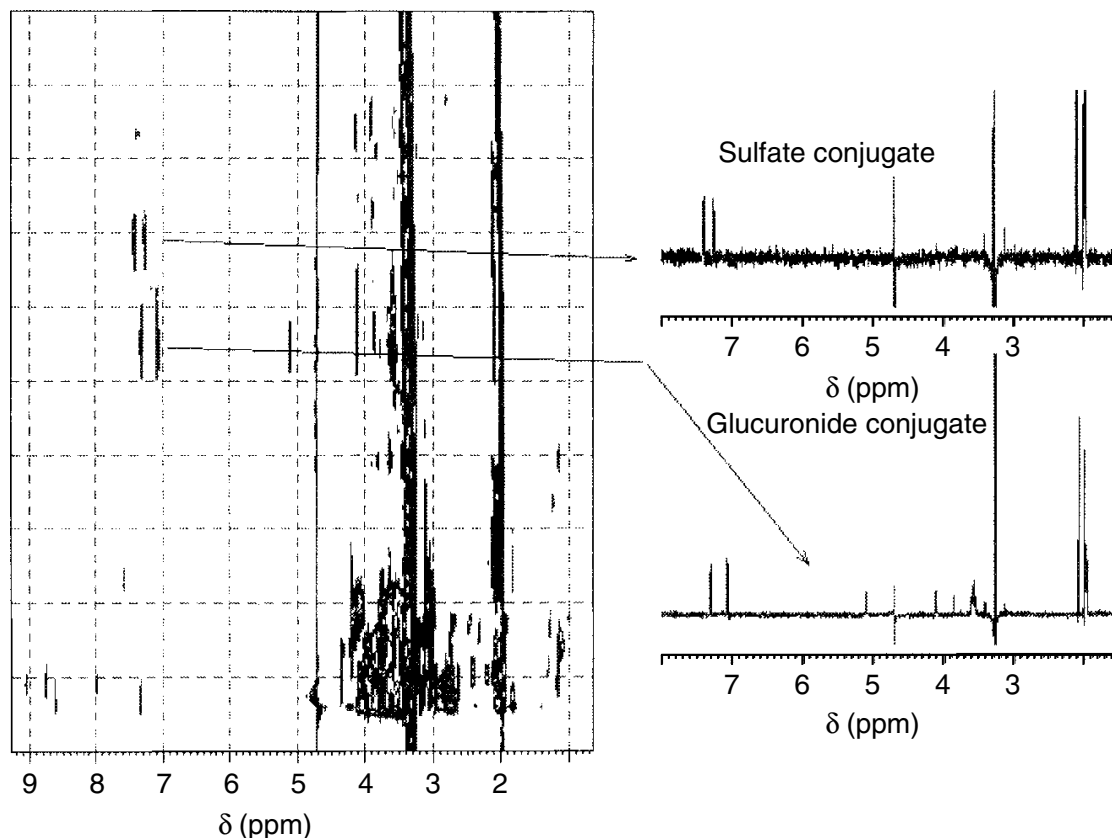 9 8 7 6 5 4 3 2
δ (ppm)
Sulfate conjugate
7 6 5 4 3
δ (ppm)
Glucuronide conjugate
7 6 5 4 3
δ (ppm)